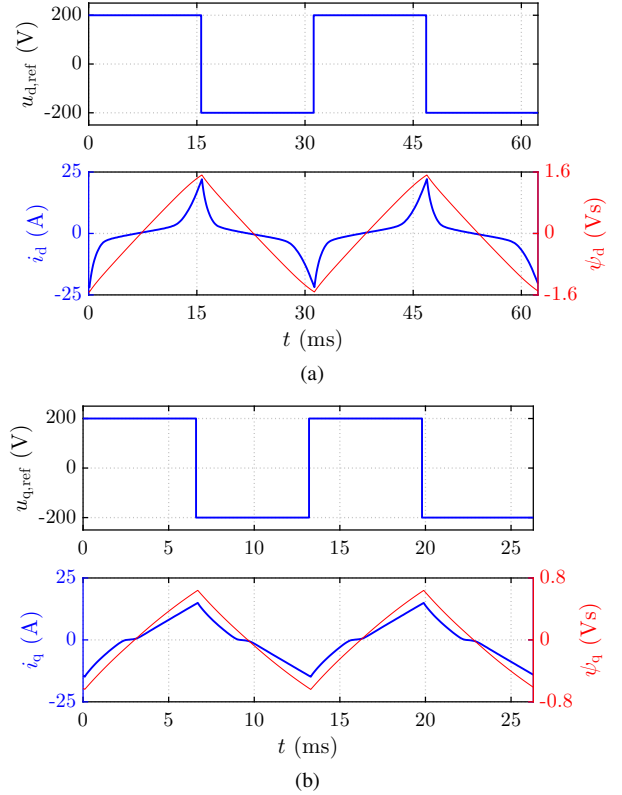 u_d,ref (V)
200
0
-200
0 15 30 45 60
i_d (A)
25
0
-25
ψ_d (Vs)
1.6
0
-1.6
0 15 30 45 60
t (ms)
(a)
u_q,ref (V)
200
0
-200
0 5 10 15 20 25
i_q (A)
25
0
-25
ψ_q (Vs)
0.8
0
-0.8
0 5 10 15 20 25
t (ms)
(b)